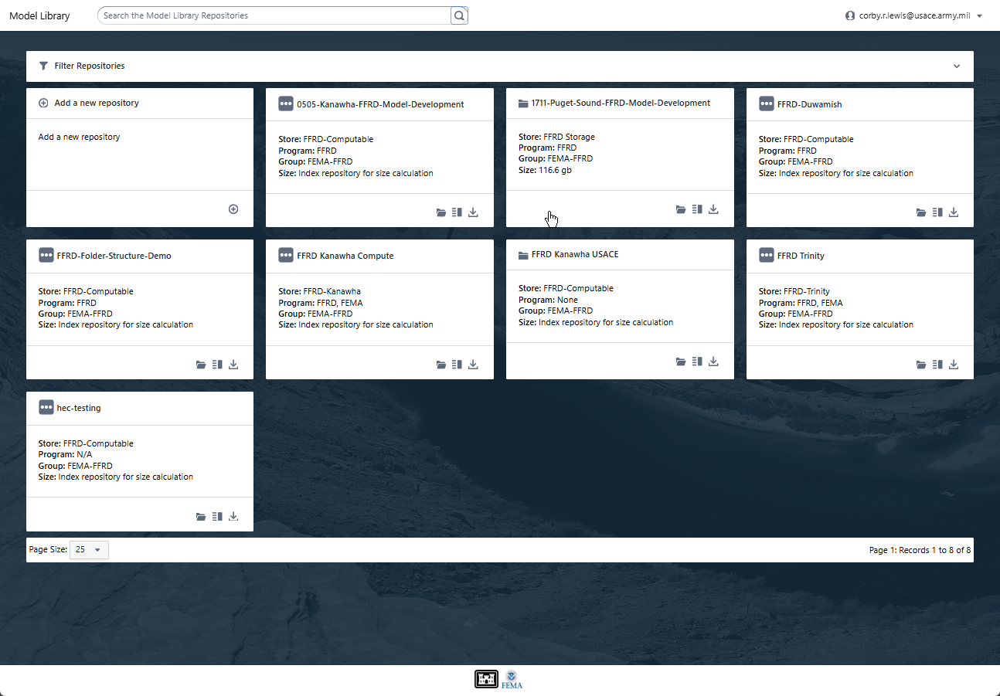 Model Library
Search the Model Library Repositories
corby.r.lewis@usace.army.mil
Filter Repositories
Add a new repository
Add a new repository
0505-Kanawha-FFRD-Model-Development
Store: FFRD-Computable
Program: FFRD
Group: FEMA-FFRD
Size: Index repository for size calculation
1711-Puget-Sound-FFRD-Model-Development
Store: FFRD Storage
Program: FFRD
Group: FEMA-FFRD
Size: 116.6 gb
FFRD-Duwamish
Store: FFRD-Computable
Program: FFRD
Group: FEMA-FFRD
Size: Index repository for size calculation
FFRD-Folder-Structure-Demo
Store: FFRD-Computable
Program: FFRD
Group: FEMA-FFRD
Size: Index repository for size calculation
FFRD Kanawha Compute
Store: FFRD-Kanawha
Program: FFRD, FEMA
Group: FEMA-FFRD
Size: Index repository for size calculation
FFRD Kanawha USACE
Store: FFRD-Computable
Program: None
Group: FEMA-FFRD
Size: Index repository for size calculation
FFRD Trinity
Store: FFRD-Trinity
Program: FFRD, FEMA
Group: FEMA-FFRD
Size: Index repository for size calculation
hec-testing
Store: FFRD-Computable
Program: N/A
Group: FEMA-FFRD
Size: Index repository for size calculation
Page Size: 25
Page 1: Records 1 to 8 of 8
FEMA